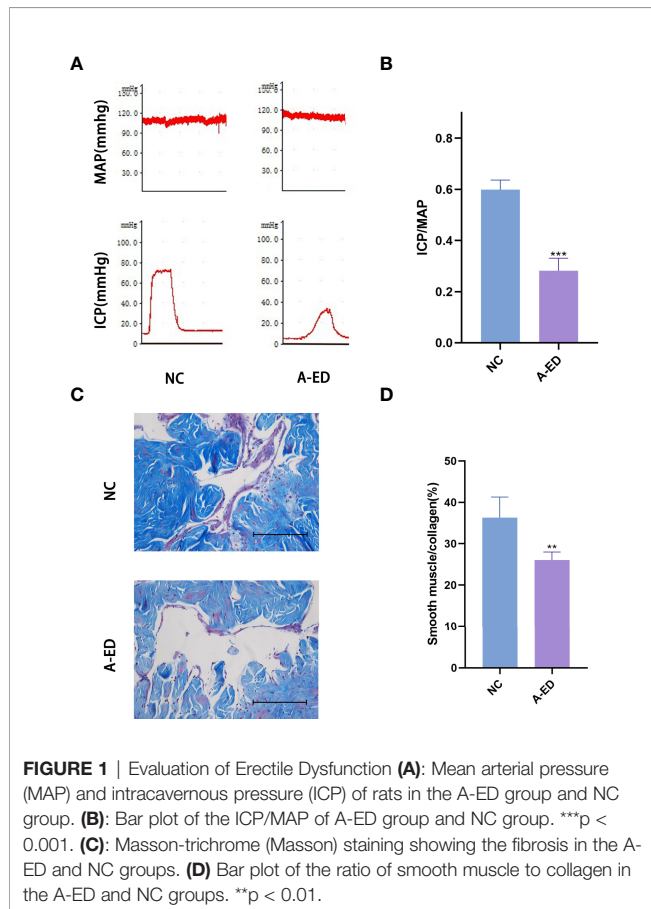 A
B
mmHg
150.0
120.0
90.0
60.0
30.0
MAP(mmhg)
mmHg
150.0
120.0
90.0
60.0
30.0
mmHg
100.0
80.0
60.0
40.0
20.0
0.0
ICP(mmHg)
mmHg
100.0
80.0
60.0
40.0
20.0
0.0
NC
A-ED
ICP/MAP
0.8
0.6
0.4
0.2
0.0
***
NC
A-ED
C
D
NC
A-ED
Smooth muscle/collagen(%)
50
40
30
20
10
0
**
NC
A-ED
FIGURE 1 | Evaluation of Erectile Dysfunction (A): Mean arterial pressure
(MAP) and intracavernous pressure (ICP) of rats in the A-ED group and NC
group. (B): Bar plot of the ICP/MAP of A-ED group and NC group. ***p <
0.001. (C): Masson-trichrome (Masson) staining showing the fibrosis in the A-
ED and NC groups. (D) Bar plot of the ratio of smooth muscle to collagen in
the A-ED and NC groups. **p < 0.01.